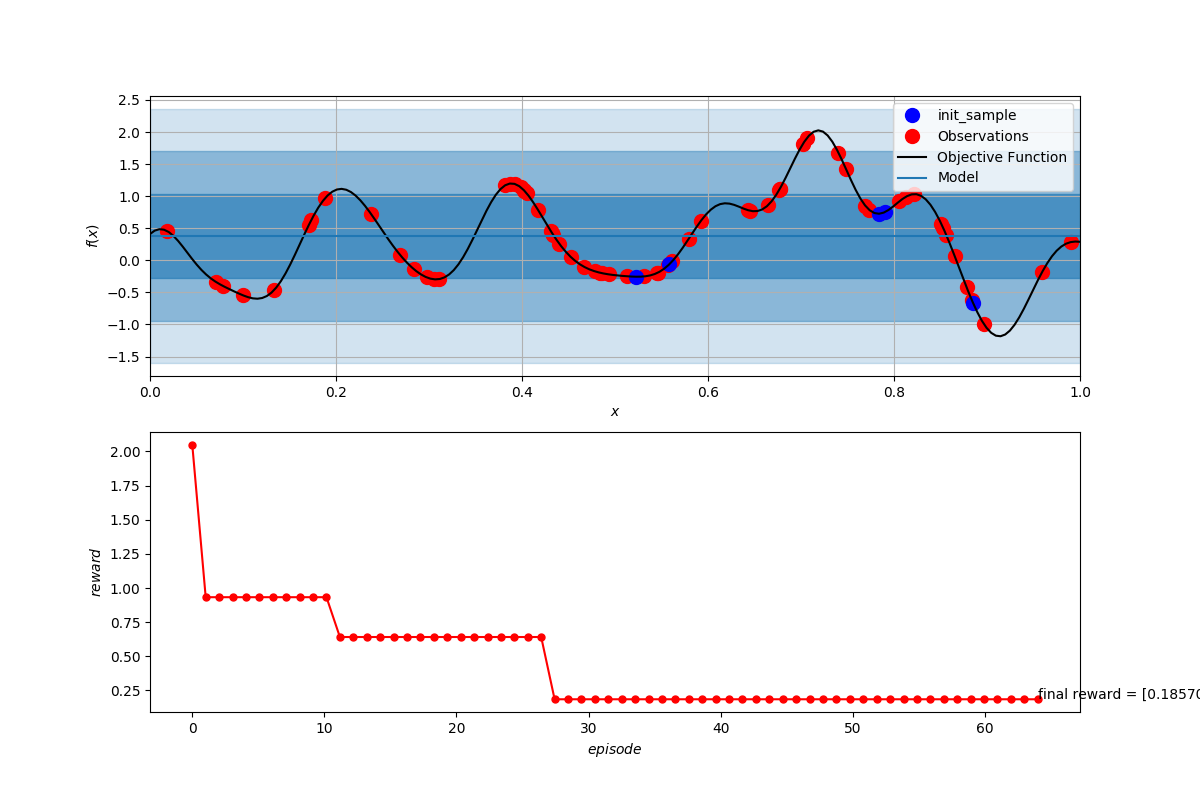 2.5
2.0
1.5
1.0
0.5
0.0
−0.5
−1.0
−1.5
f(x)
init_sample
Observations
Objective Function
Model
0.0 0.2 0.4 0.6 0.8 1.0
x
2.00
1.75
1.50
1.25
1.00
0.75
0.50
0.25
reward
final reward = [0.18570
0 10 20 30 40 50 60
episode